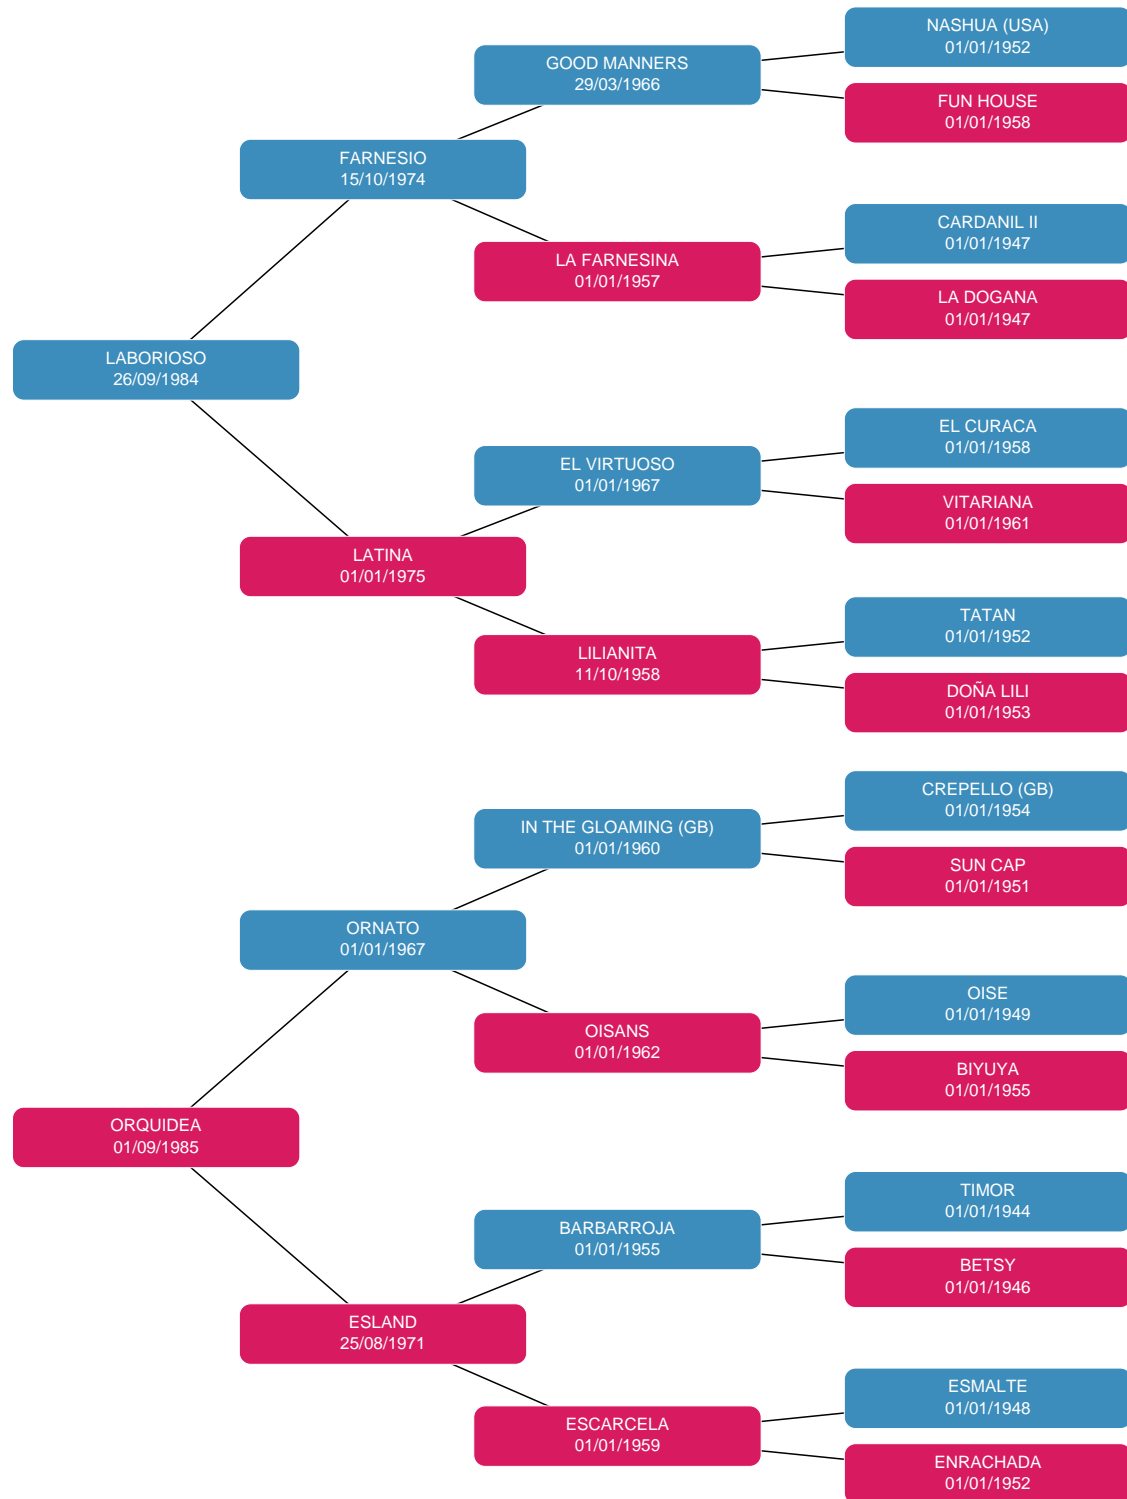 NASHUA (USA)
01/01/1952
GOOD MANNERS
29/03/1966
FUN HOUSE
01/01/1958
FARNESIO
15/10/1974
CARDANIL II
01/01/1947
LA FARNESINA
01/01/1957
LA DOGANA
01/01/1947
LABORIOSO
26/09/1984
EL CURACA
01/01/1958
EL VIRTUOSO
01/01/1967
VITARIANA
01/01/1961
LATINA
01/01/1975
TATAN
01/01/1952
LILIANITA
11/10/1958
DOÑA LILI
01/01/1953
CREPELLO (GB)
01/01/1954
IN THE GLOAMING (GB)
01/01/1960
SUN CAP
01/01/1951
ORNATO
01/01/1967
OISE
01/01/1949
OISANS
01/01/1962
BIYUYA
01/01/1955
ORQUIDEA
01/09/1985
TIMOR
01/01/1944
BARBARROJA
01/01/1955
BETSY
01/01/1946
ESLAND
25/08/1971
ESMALTE
01/01/1948
ESCARCELA
01/01/1959
ENRACHADA
01/01/1952